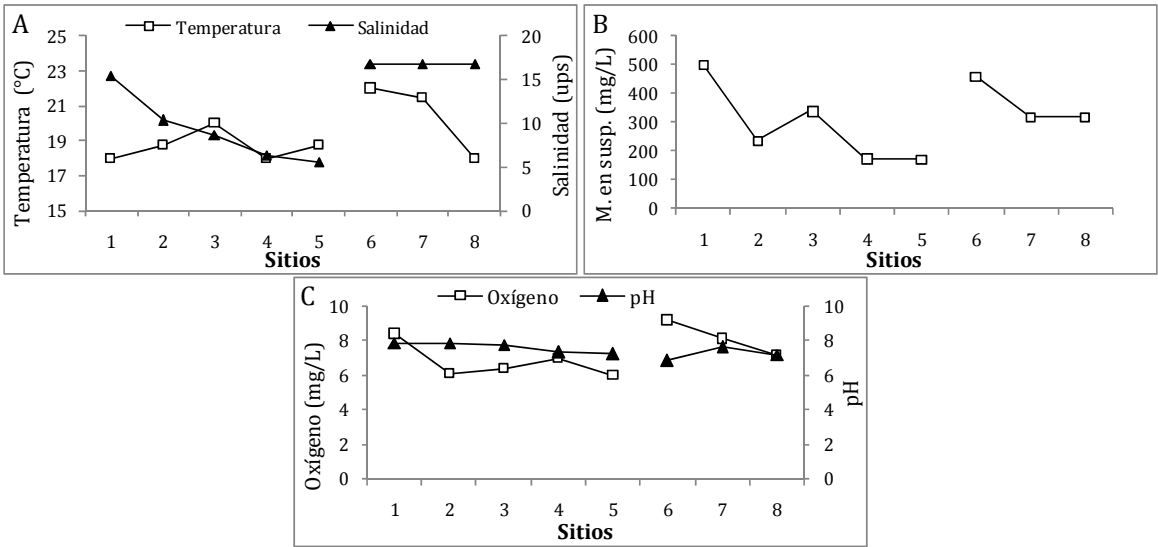 A
Temperatura Salinidad
25
23
21
19
17
15
Temperatura (°C)
20
15
10
5
0
Salinidad (ups)
1 2 3 4 5 6 7 8
Sitios
B
600
500
400
300
200
100
0
M. en susp. (mg/L)
1 2 3 4 5 6 7 8
Sitios
C
Oxígeno pH
10
8
6
4
2
0
Oxígeno (mg/L)
10
8
6
4
2
0
pH
1 2 3 4 5 6 7 8
Sitios